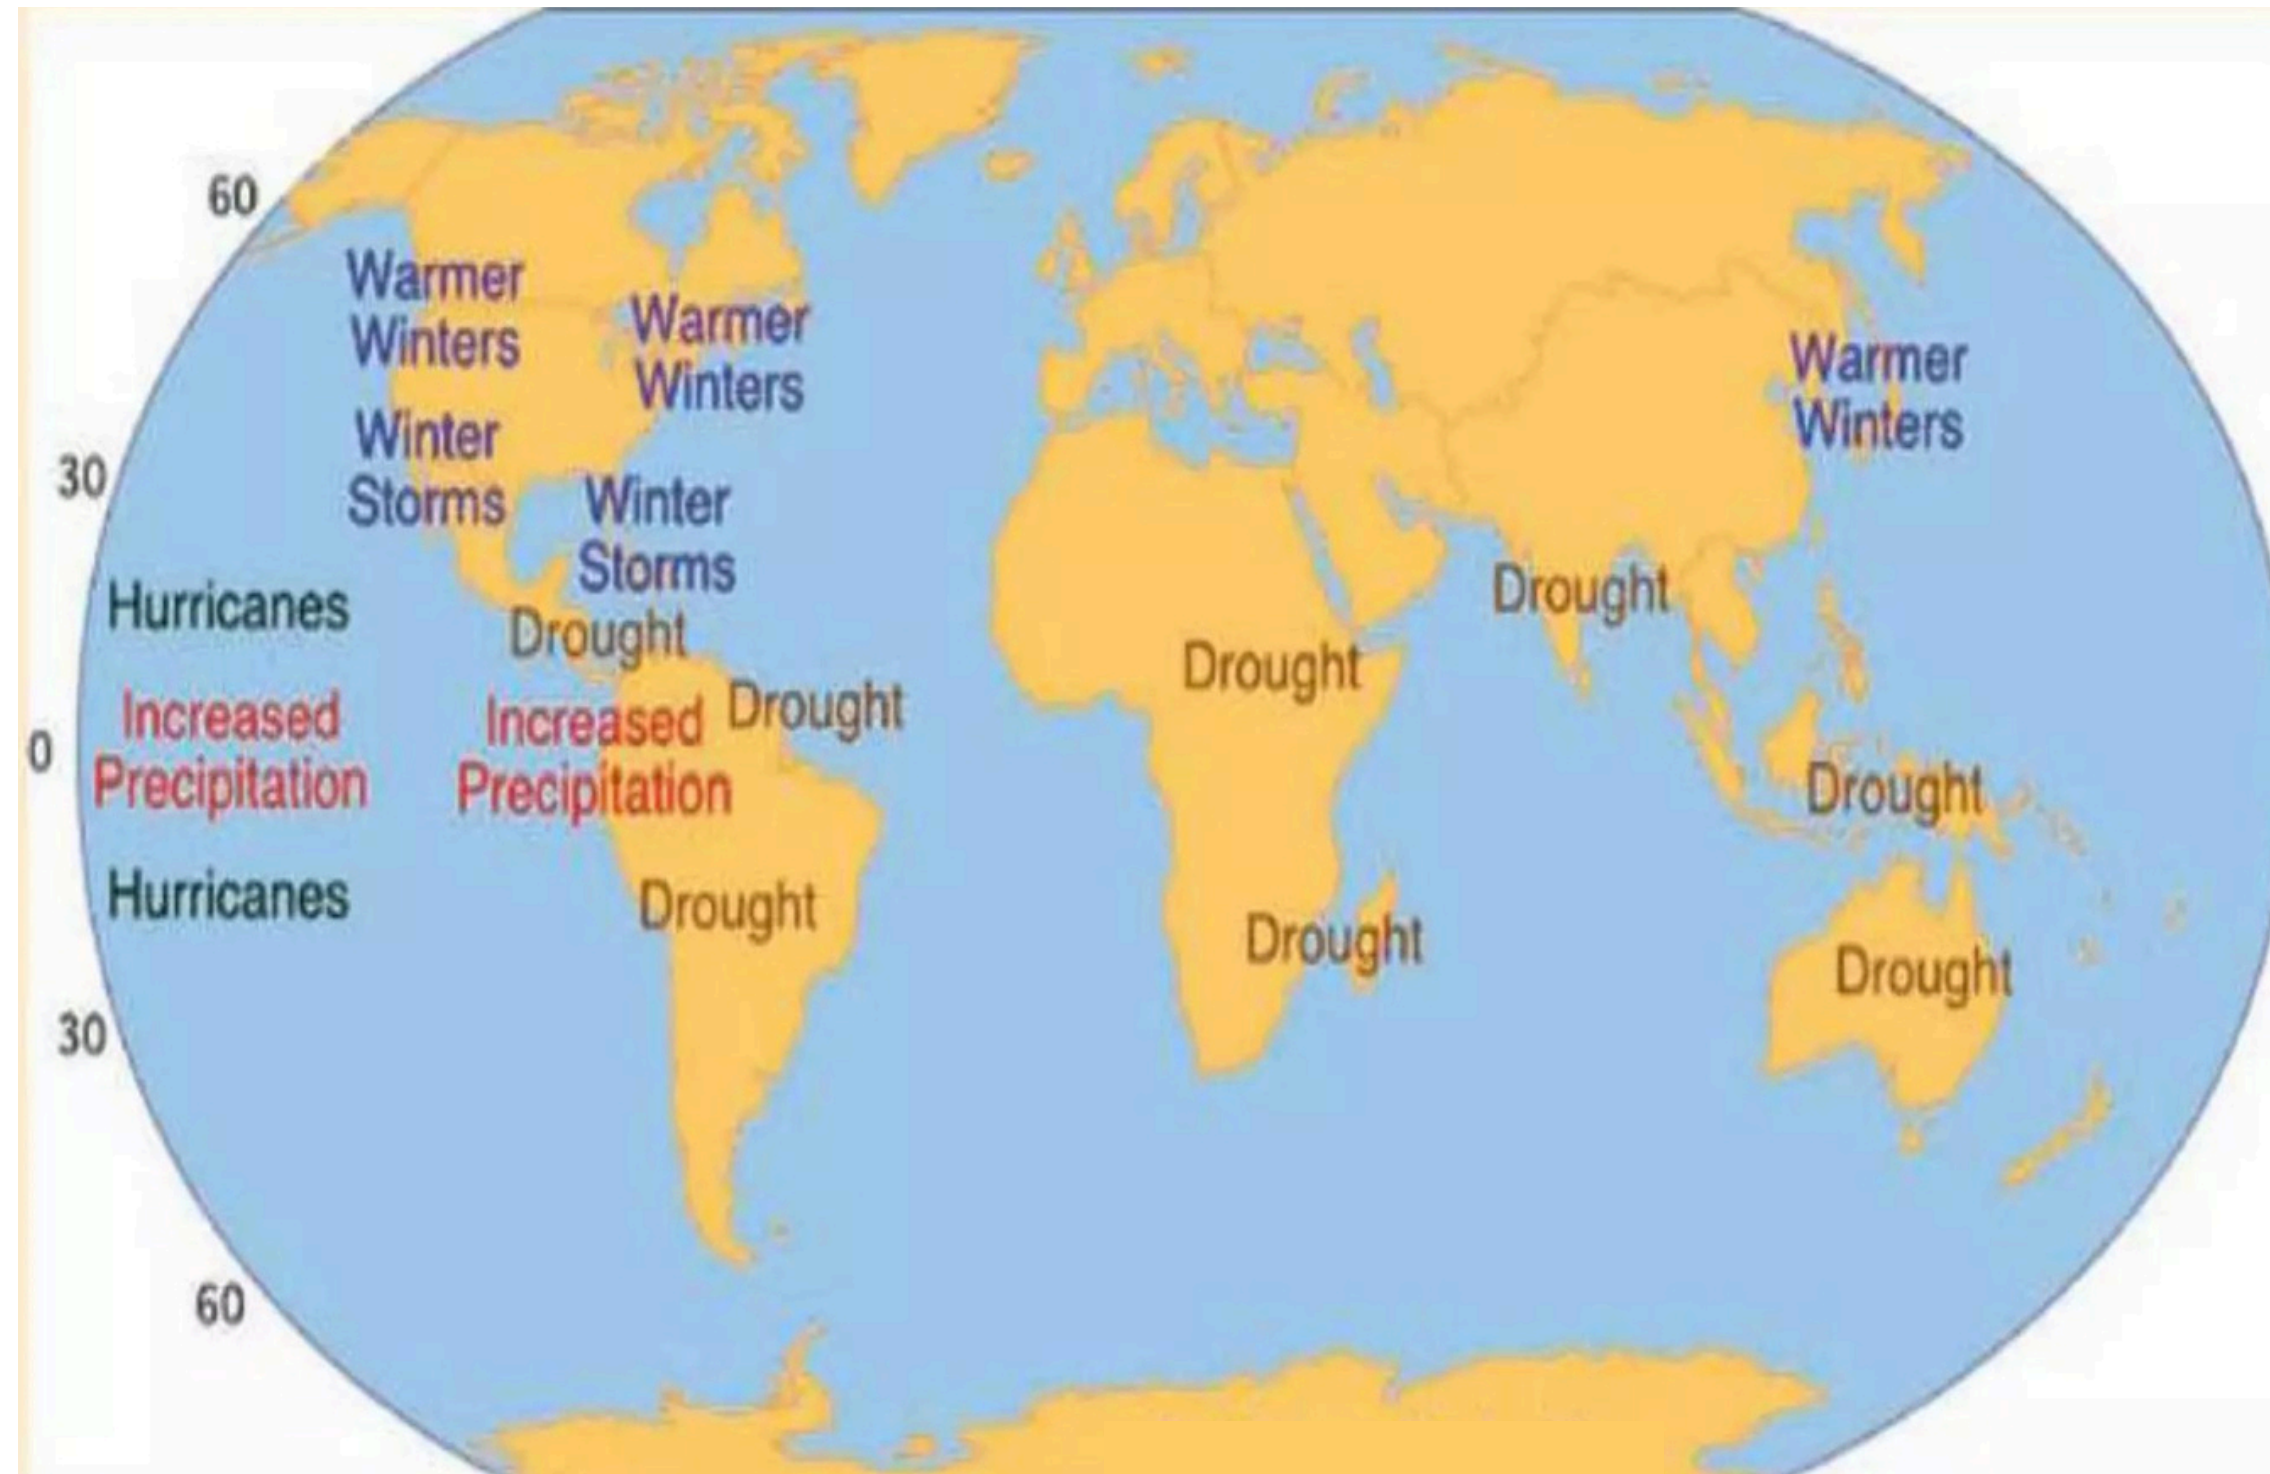 60
Warmer
Winters
Warmer
Winters
Warmer
Winters
Winter
Storms
30
Winter
Storms
Hurricanes
Drought
Drought
Drought
Drought
Increased
Precipitation
0
Increased
Precipitation
Drought
Hurricanes
Drought
Drought
Drought
30
60